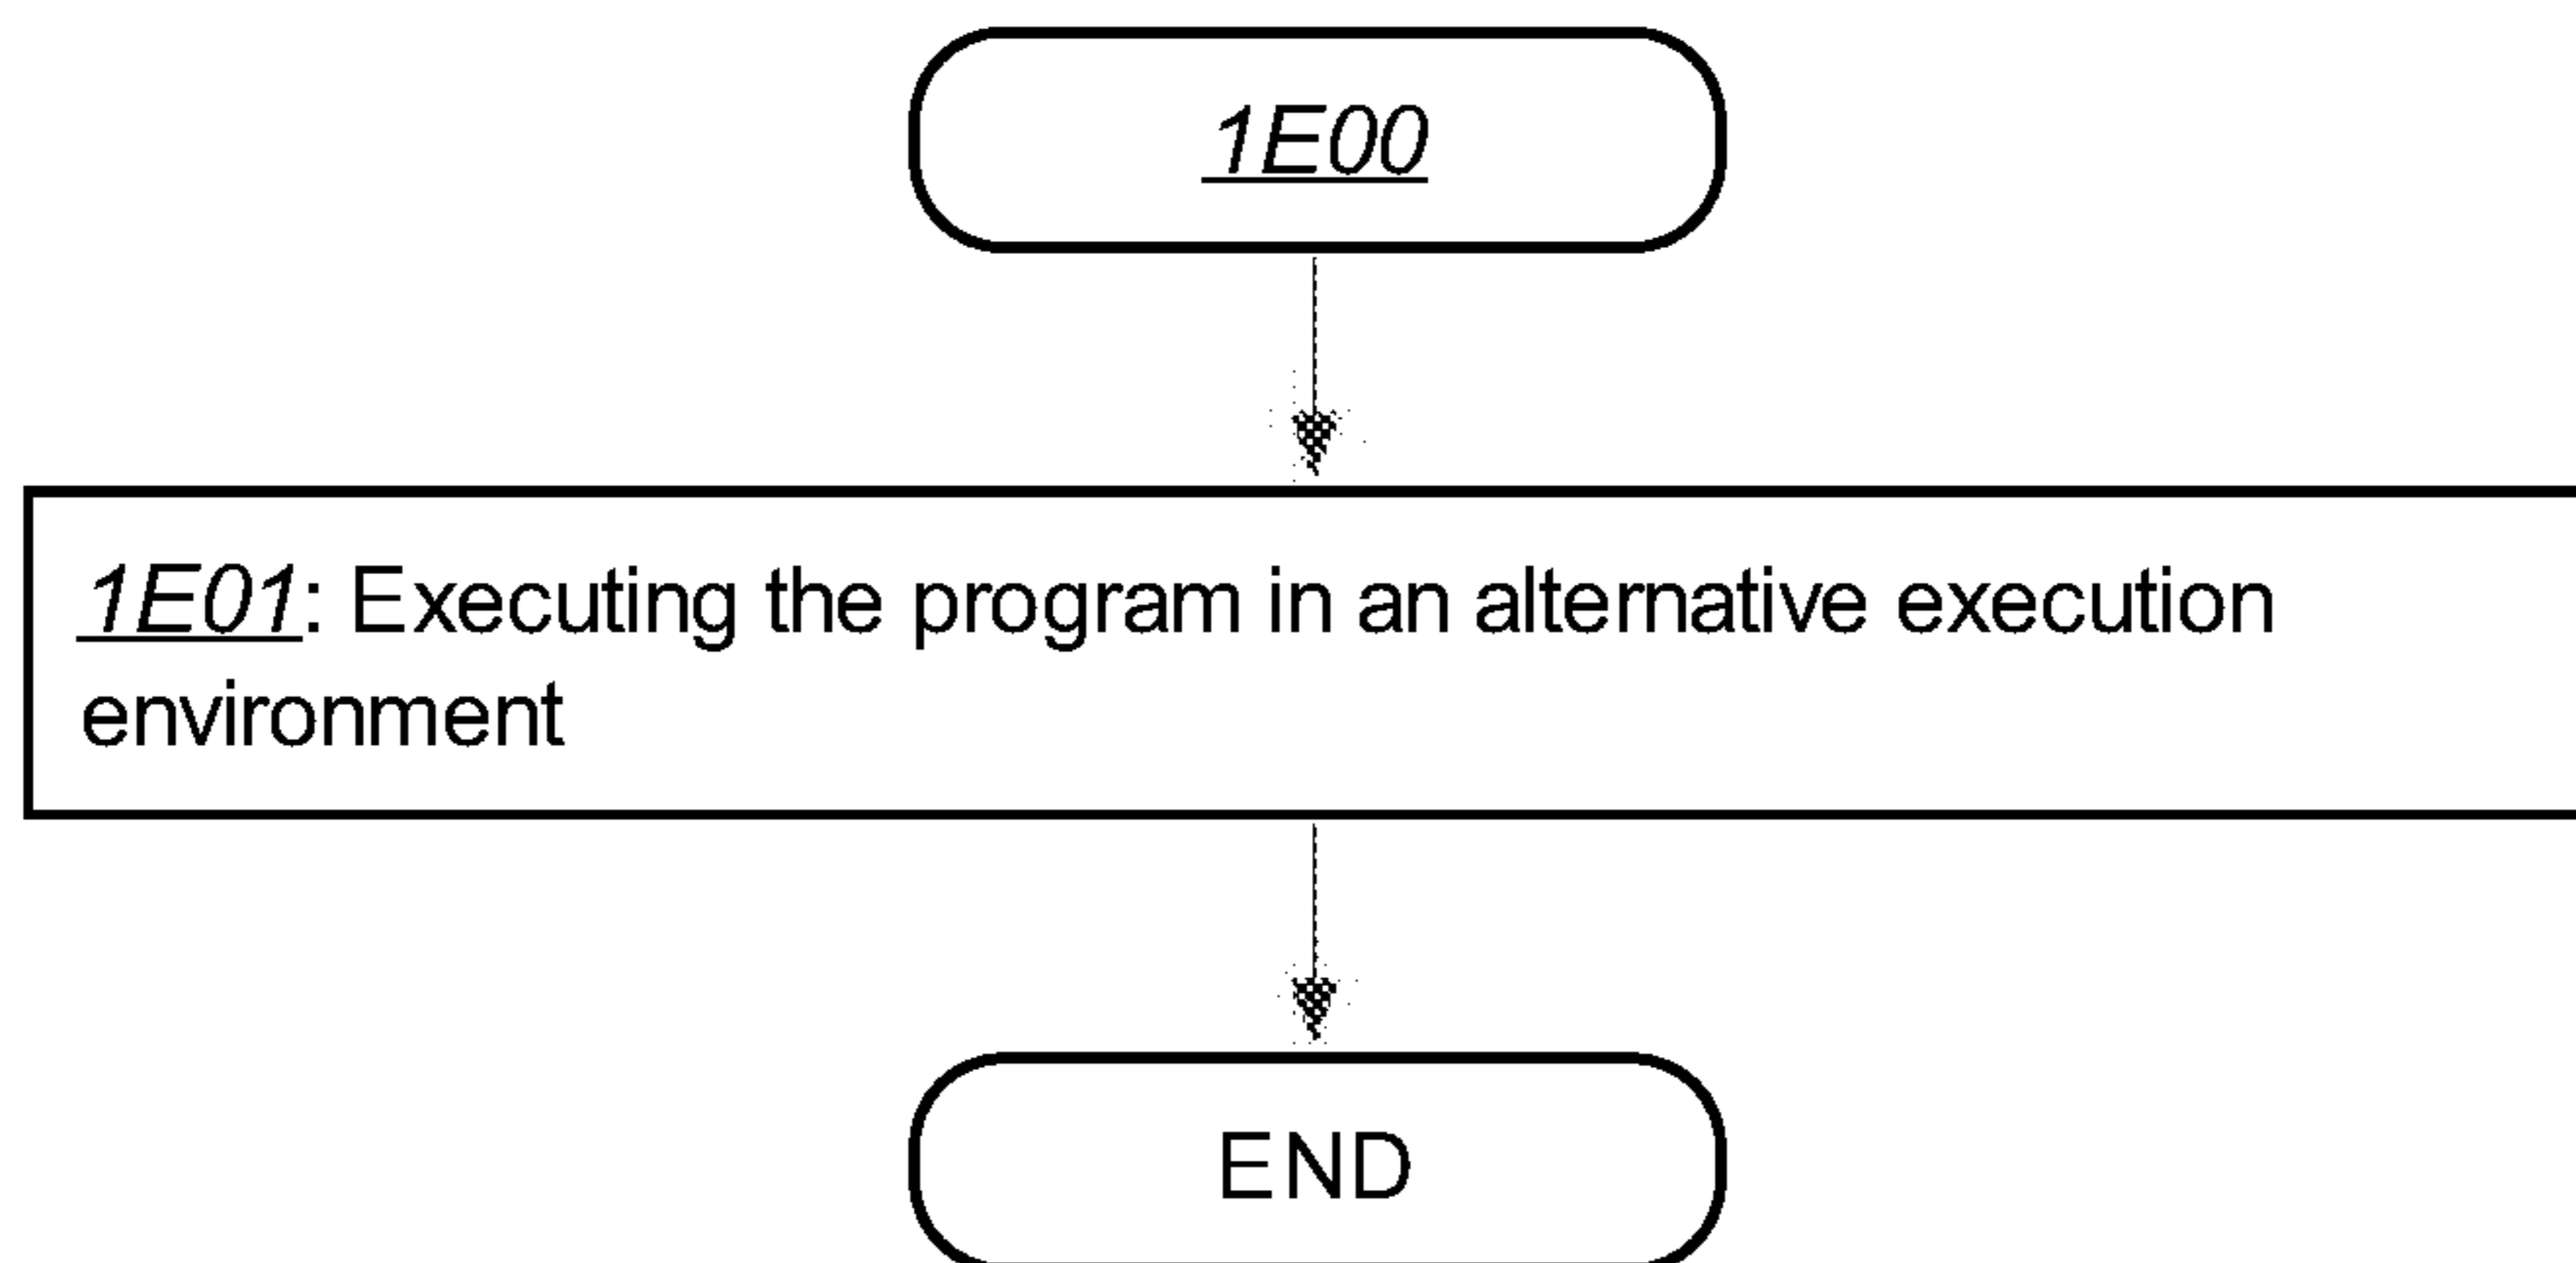 1E00
1E01: Executing the program in an alternative execution
environment
END